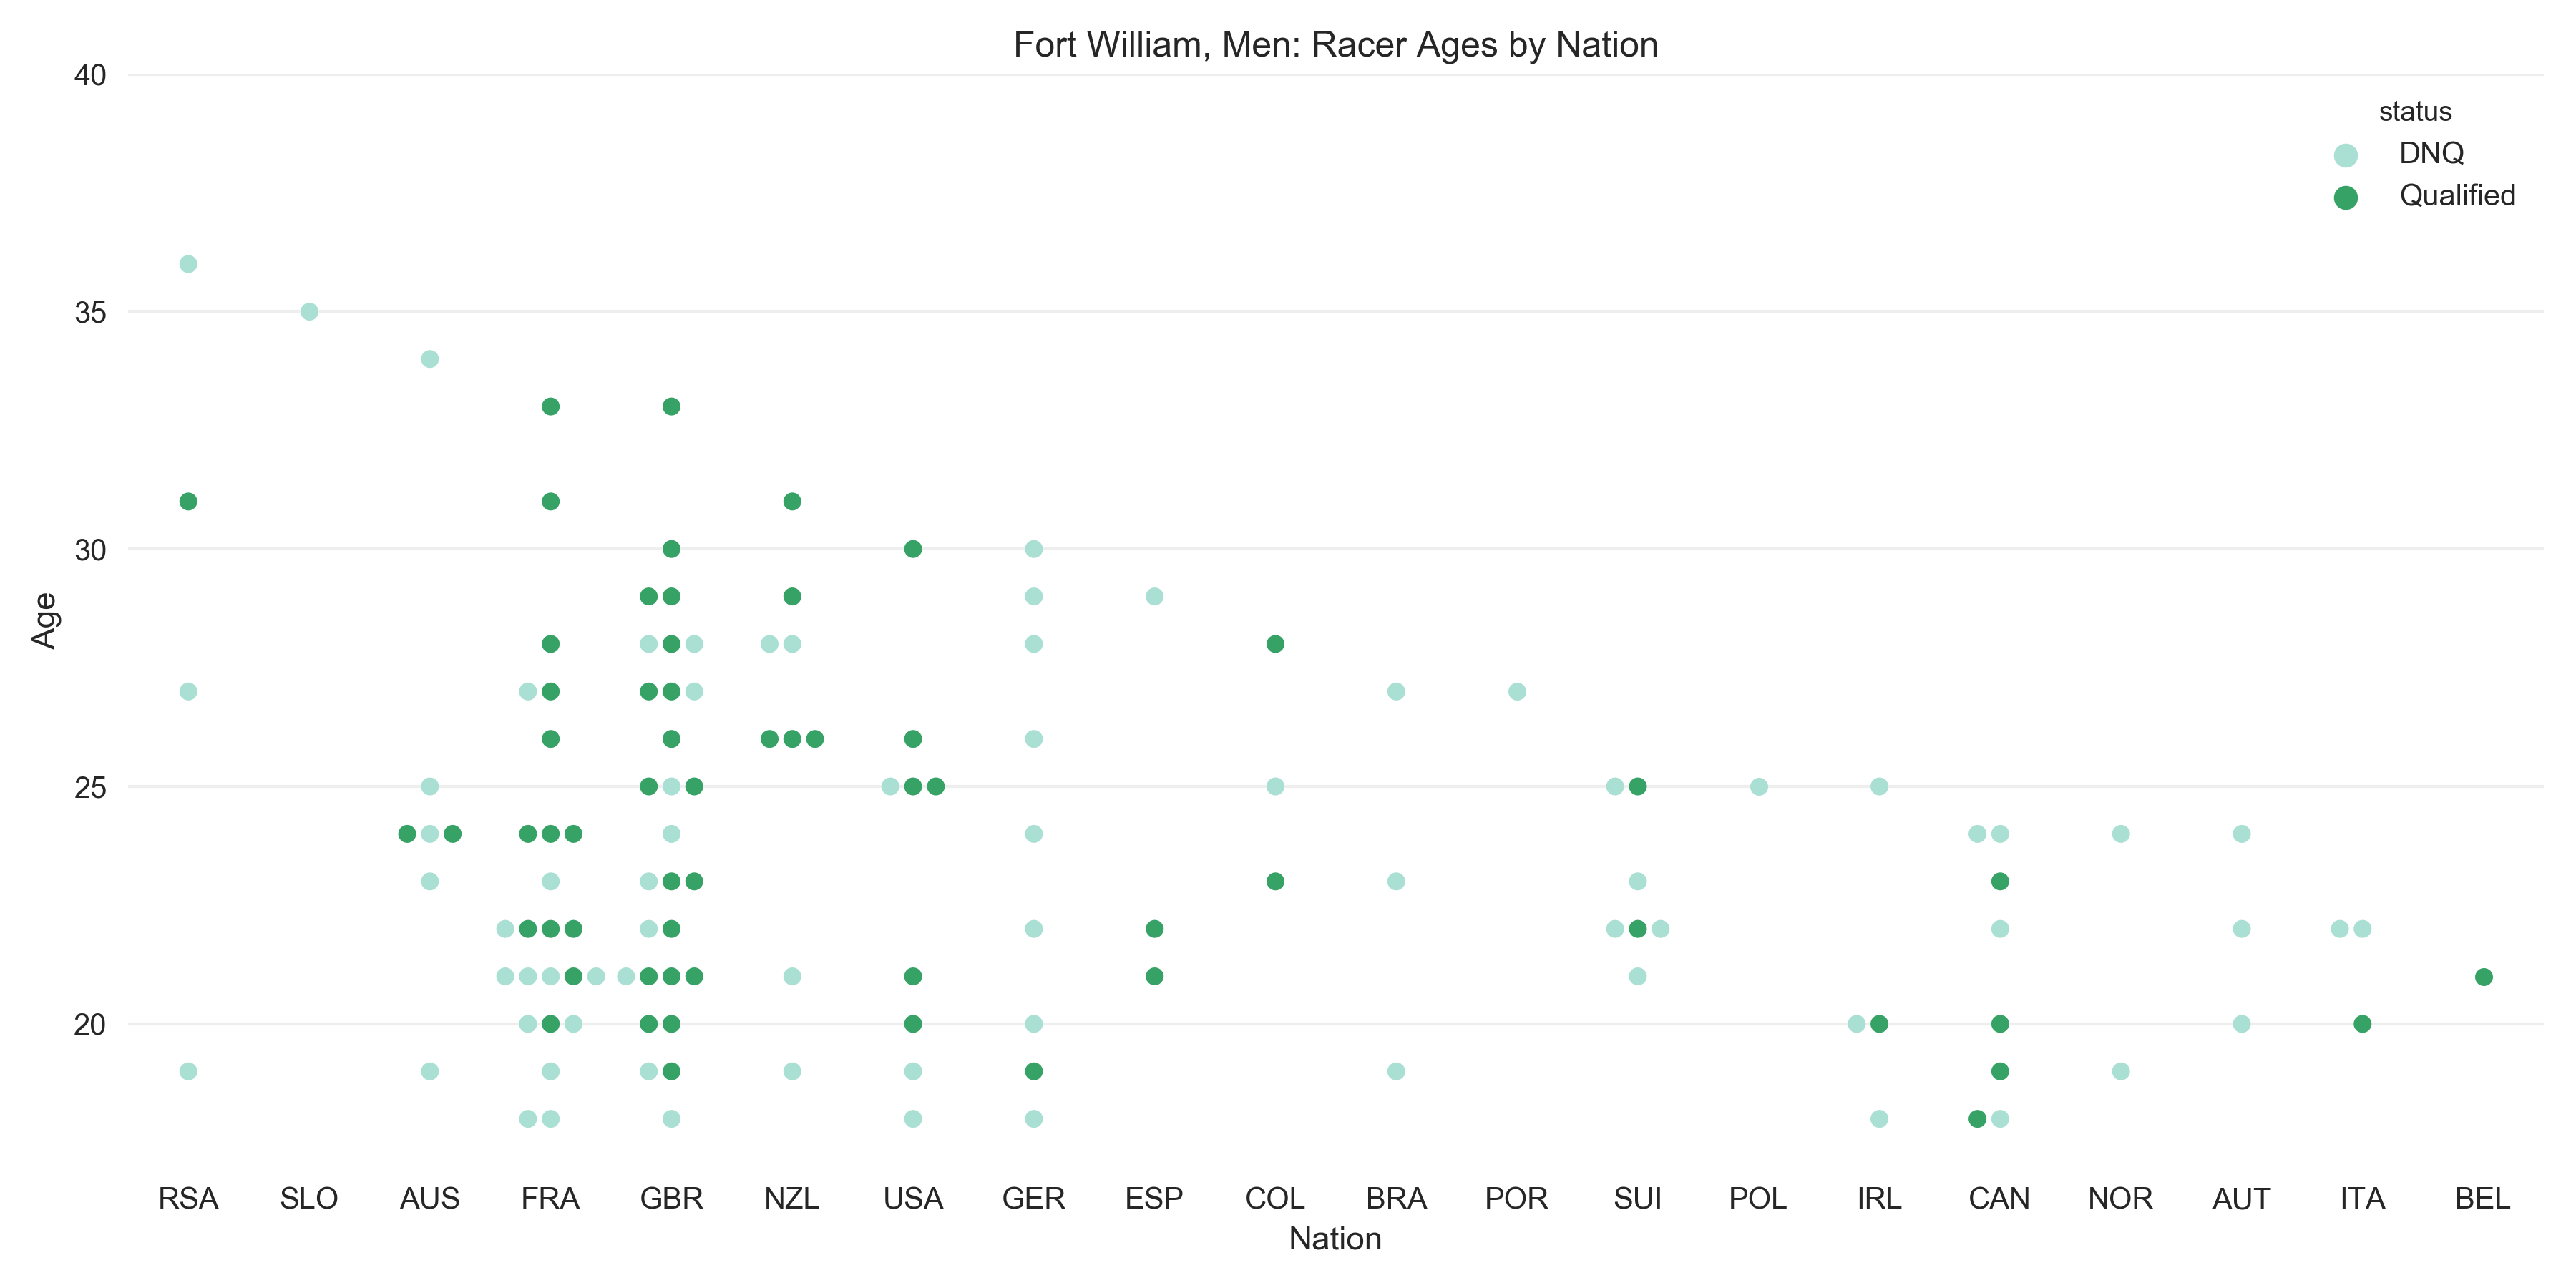 Fort William, Men: Racer Ages by Nation
40
35
30
25
20
Age
status
DNQ
Qualified
RSA SLO AUS FRA GBR NZL USA GER ESP COL BRA POR SUI POL IRL CAN NOR AUT ITA BEL
Nation